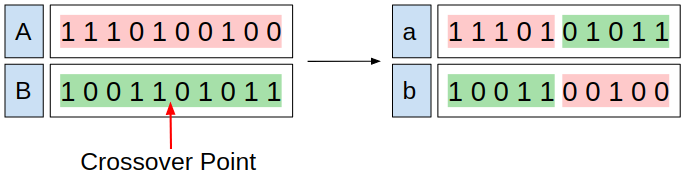 A 1 1 1 0 1 0 0 1 0 0 a 1 1 1 0 1 0 1 0 1 1
B 1 0 0 1 1 0 1 0 1 1 b 1 0 0 1 1 0 0 1 0 0
Crossover Point